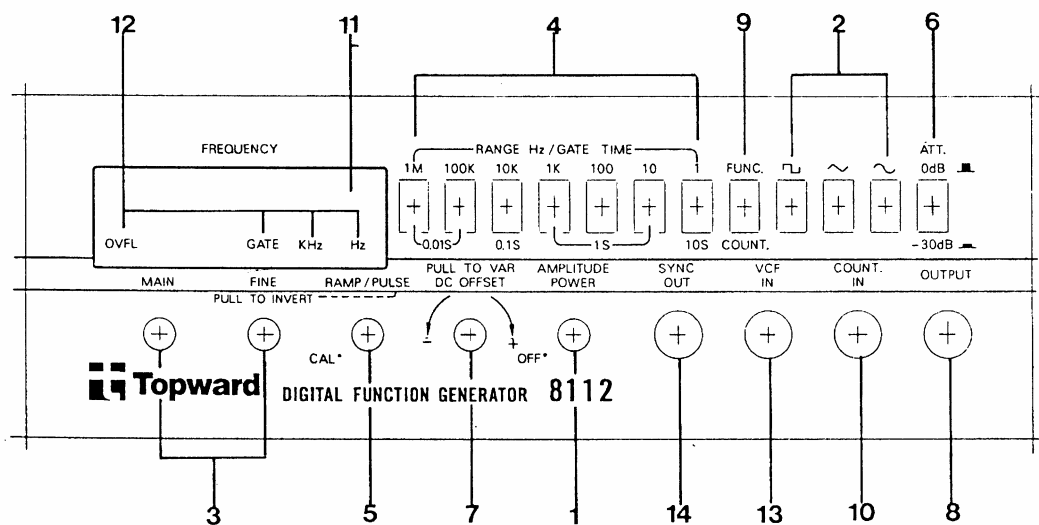 12 11 4 9 2 6
FREQUENCY
RANGE Hz/GATE TIME
ATT.
1M 100K 10K 1K 100 10 1 FUNC. 0dB
OVFL GATE KHz Hz
0.01S 0.1S 1S 10S COUNT. -30dB
MAIN FINE RAMP/PULSE
PULL TO INVERT
PULL TO VAR
DC OFFSET
AMPLITUDE
POWER
SYNC
OUT
VCF
IN
COUNT.
IN
OUTPUT
- +
CAL* OFF*
Topward DIGITAL FUNCTION GENERATOR 8112
3 5 7 1 14 13 10 8